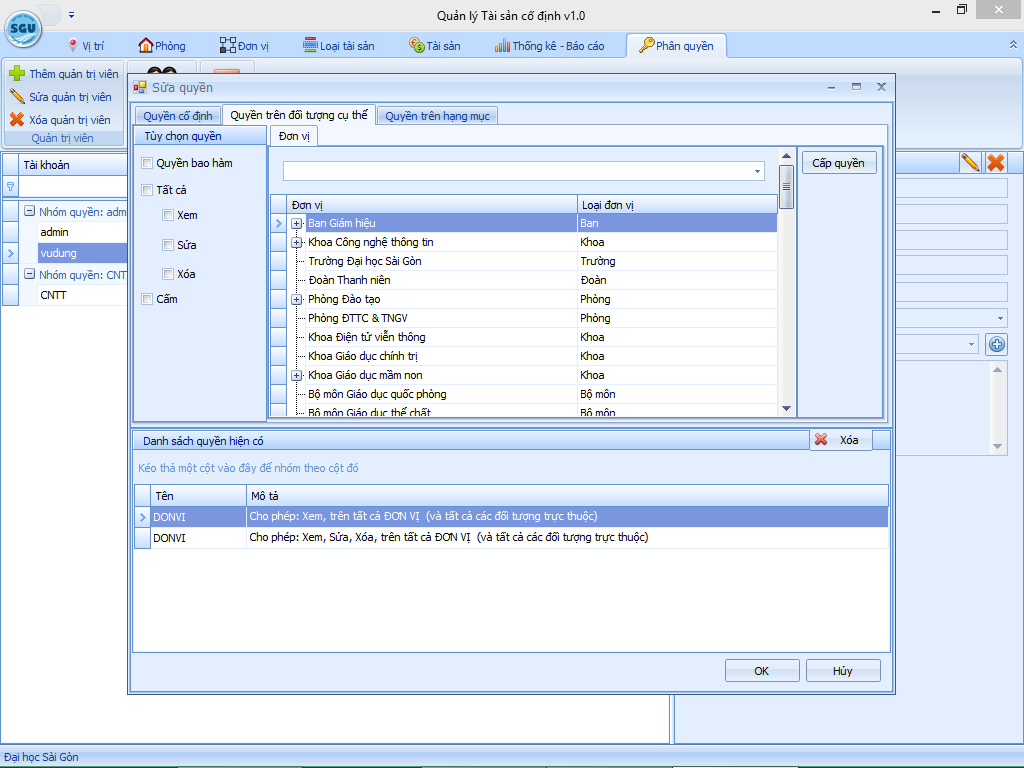 Quản lý Tài sản cố định v1.0
SGU
Vị trí
Phòng
Đơn vị
Loại tài sản
Tài sản
Thống kê - Báo cáo
Phân quyền
Thêm quản trị viên
Sửa quản trị viên
Xóa quản trị viên
Quản trị viên
Tài khoản
Nhóm quyền: adm
admin
vudung
Nhóm quyền: CNT
CNTT
Sửa quyền
Quyền cố định
Quyền trên đối tượng cụ thể
Quyền trên hạng mục
Tùy chọn quyền
Quyền bao hàm
Tất cả
Xem
Sửa
Xóa
Cấm
Đơn vị
Cấp quyền
Đơn vị Loại đơn vị
Ban Giám hiệu Ban
Khoa Công nghệ thông tin Khoa
Trường Đại học Sài Gòn Trường
Đoàn Thanh niên Đoàn
Phòng Đào tạo Phòng
Phòng ĐTTC & TNGV Phòng
Khoa Điện tử viễn thông Khoa
Khoa Giáo dục chính trị Khoa
Khoa Giáo dục mầm non Khoa
Bộ môn Giáo dục quốc phòng Bộ môn
Bộ môn Giáo dục thể chất Bộ môn
Danh sách quyền hiện có
Xóa
Kéo thả một cột vào đây để nhóm theo cột đó
Tên Mô tả
DONVI Cho phép: Xem, trên tất cả ĐƠN VỊ (và tất cả các đối tượng trực thuộc)
DONVI Cho phép: Xem, Sửa, Xóa, trên tất cả ĐƠN VỊ (và tất cả các đối tượng trực thuộc)
OK
Hủy
Đại học Sài Gòn